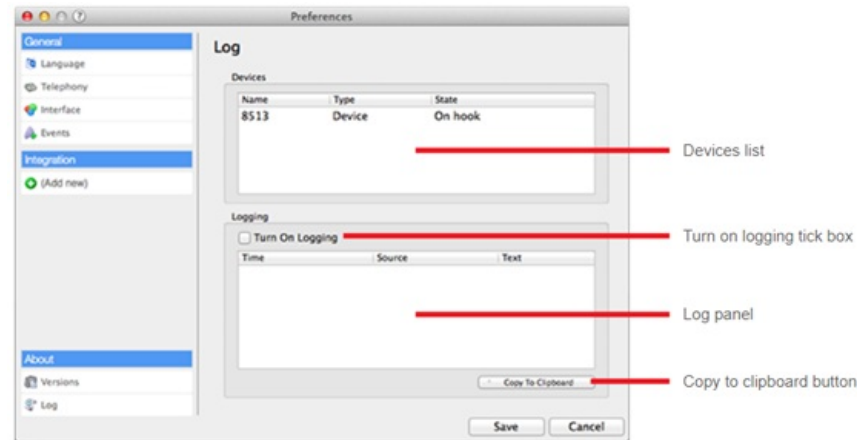 Preferences
General
Language
Telephony
Interface
Events
Integration
(Add new)
About
Versions
Log
Log
Devices
Name Type State
8513 Device On hook
Logging
Turn On Logging
Time Source Text
Copy To Clipboard
Save Cancel
Devices list
Turn on logging tick box
Log panel
Copy to clipboard button